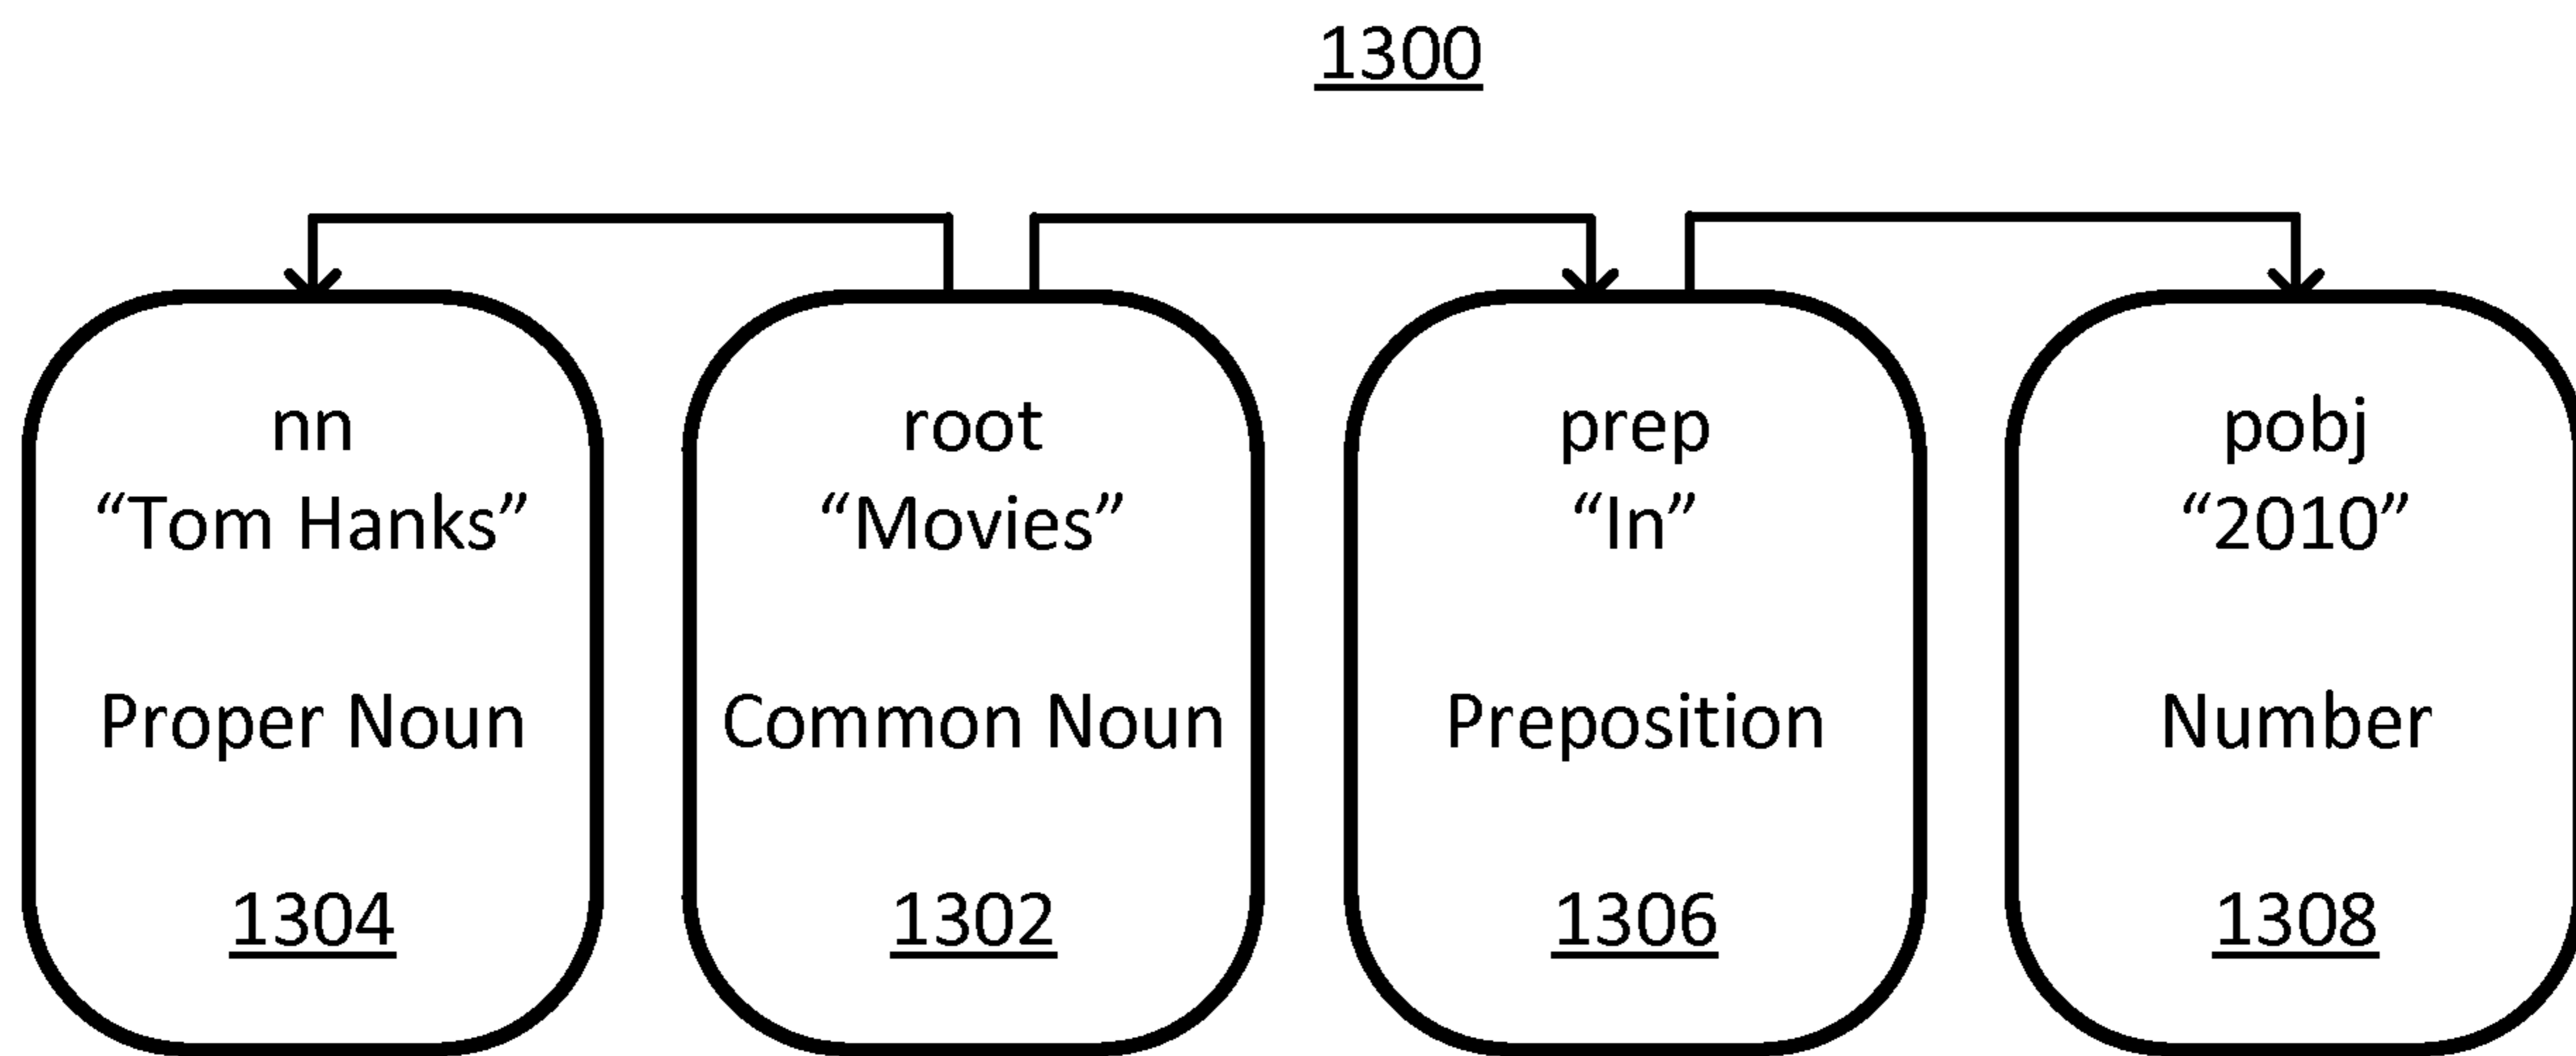 1300
nn
“Tom Hanks”
Proper Noun
1304
root
“Movies”
Common Noun
1302
prep
“In”
Preposition
1306
pobj
“2010”
Number
1308